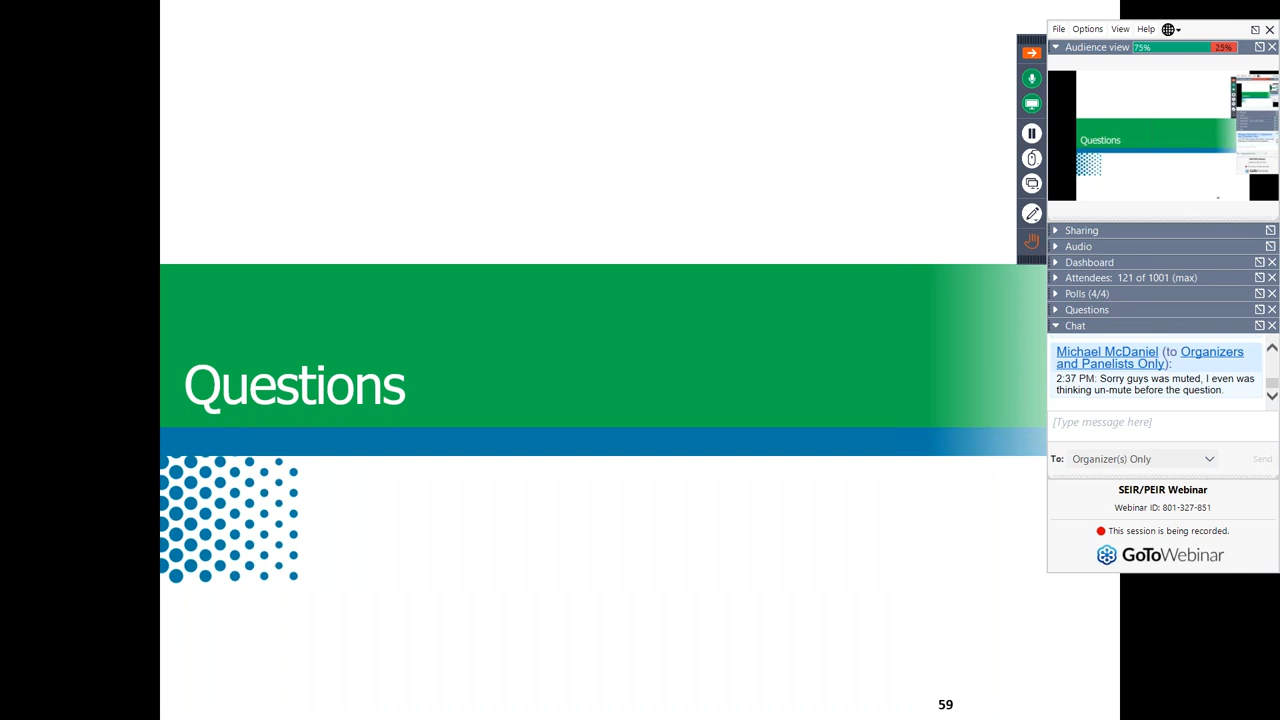 Questions
59
File Options View Help
Audience view 75% 25%
Questions
Sharing
Audio
Dashboard
Attendees: 121 of 1001 (max)
Polls (4/4)
Questions
Chat
Michael McDaniel (to Organizers
and Panelists Only):
2:37 PM: Sorry guys was muted, I even was
thinking un-mute before the question.
[Type message here]
To: Organizer(s) Only Send
SEIR/PEIR Webinar
Webinar ID: 801-327-851
This session is being recorded.
GoToWebinar